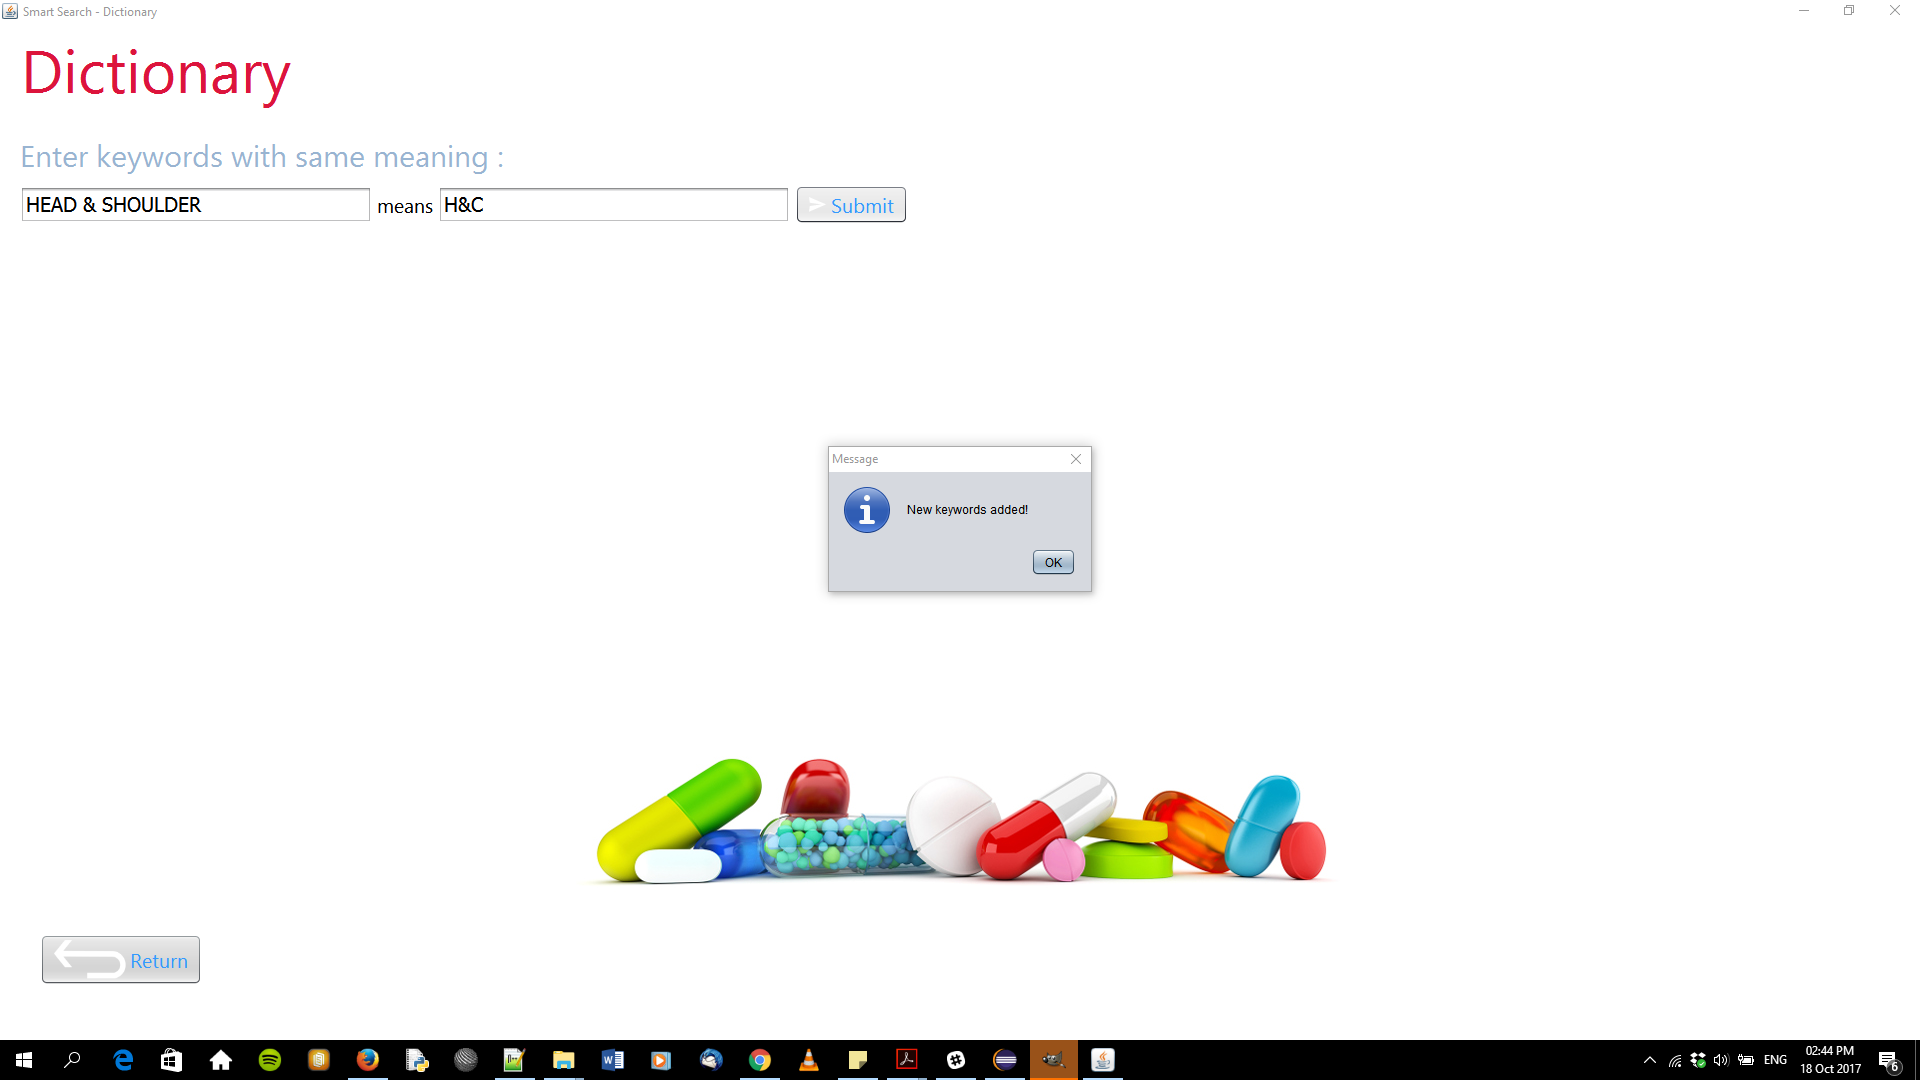 Smart Search - Dictionary
Dictionary
Enter keywords with same meaning :
HEAD & SHOULDER means H&C Submit
Message
New keywords added!
OK
Return
ENG
02:44 PM
18 Oct 2017
6